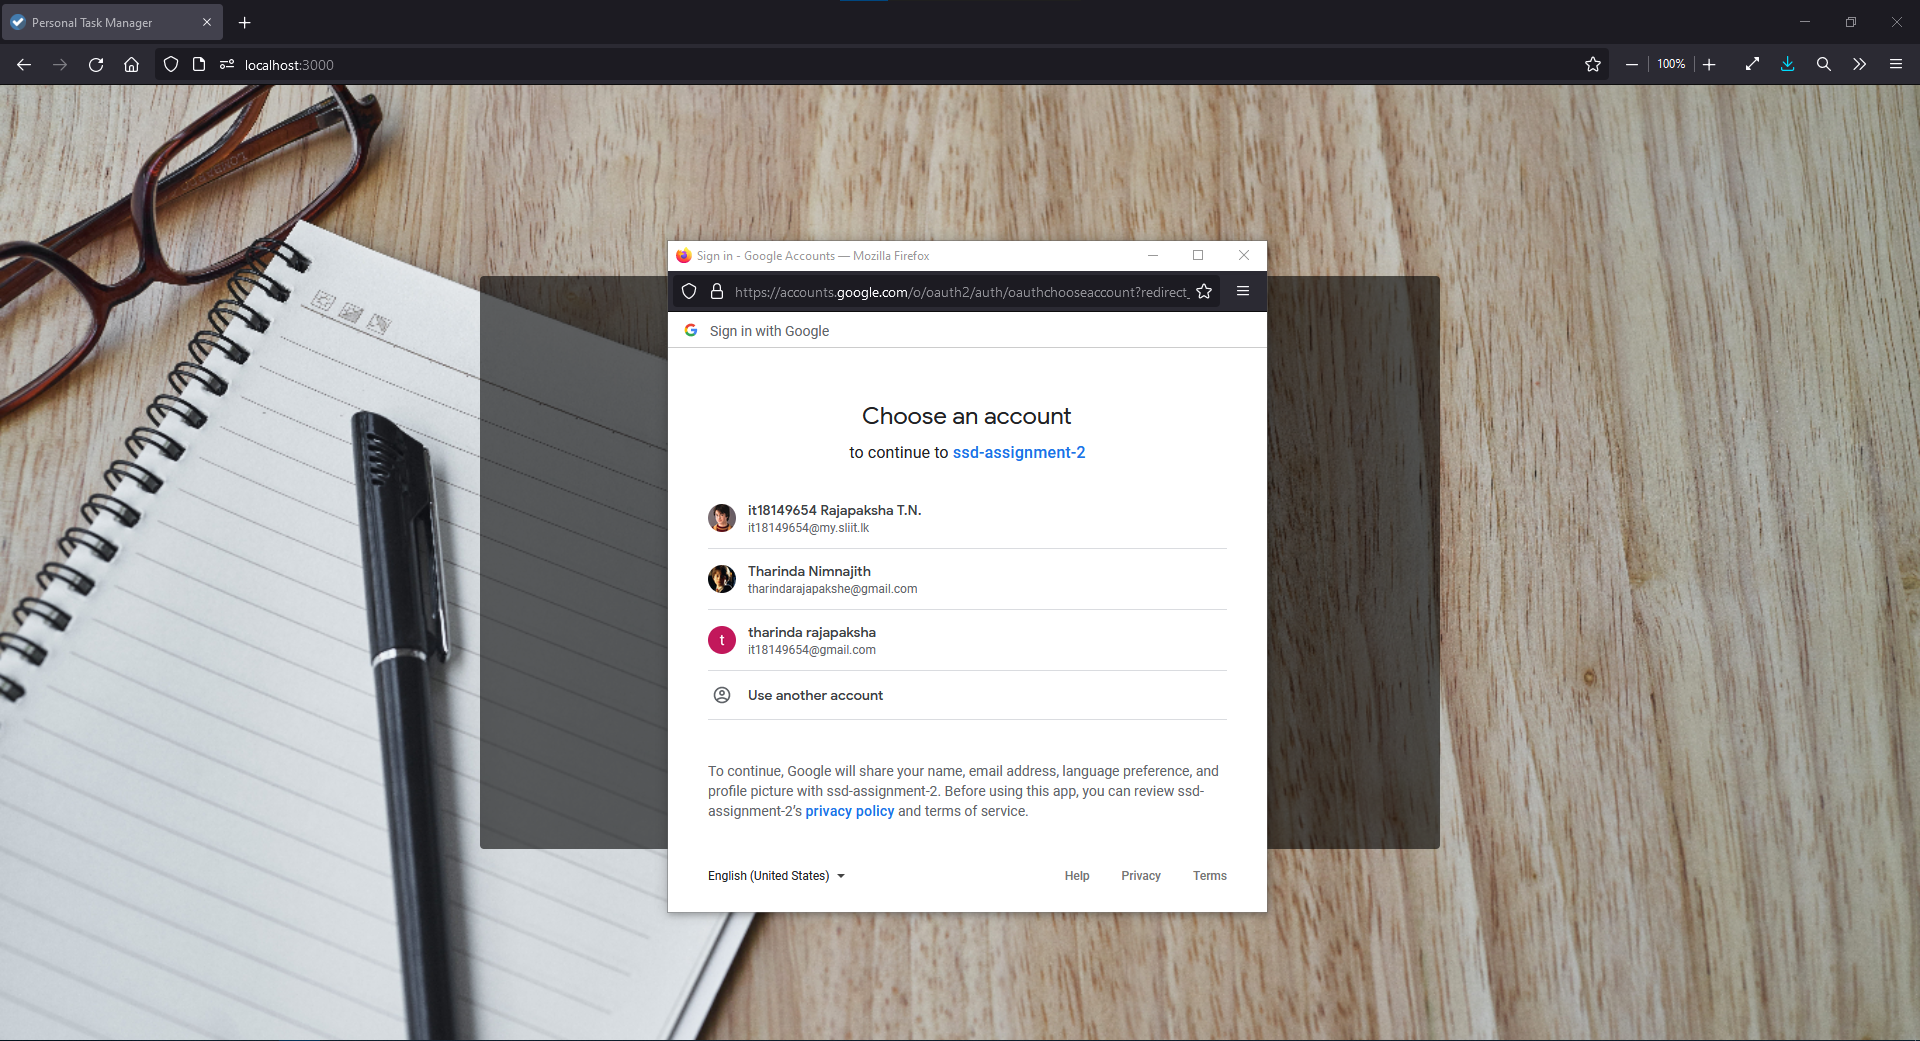 Personal Task Manager
localhost:3000
100%
Sign in - Google Accounts — Mozilla Firefox
https://accounts.google.com/o/oauth2/auth/oauthchooseaccount?redirect_
Sign in with Google
Choose an account
to continue to ssd-assignment-2
it18149654 Rajapaksha T.N.
it18149654@my.sliit.lk
Tharinda Nimnajith
tharindarajapakshe@gmail.com
t
tharinda rajapaksha
it18149654@gmail.com
Use another account
To continue, Google will share your name, email address, language preference, and
profile picture with ssd-assignment-2. Before using this app, you can review ssd-
assignment-2’s privacy policy and terms of service.
English (United States)
Help Privacy Terms